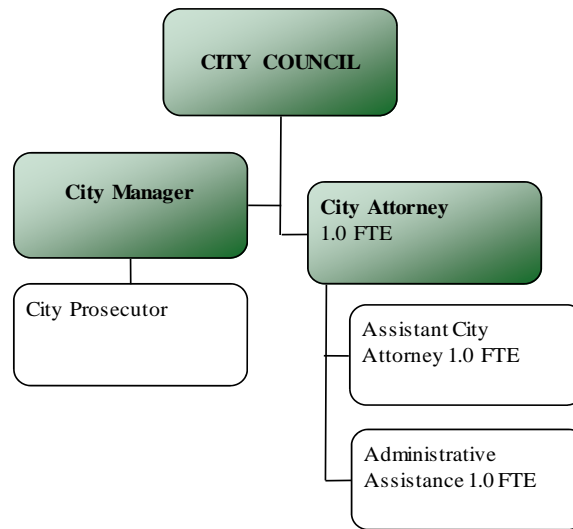 CITY COUNCIL
City Manager
City Attorney
1.0 FTE
City Prosecutor
Assistant City
Attorney 1.0 FTE
Administrative
Assistance 1.0 FTE